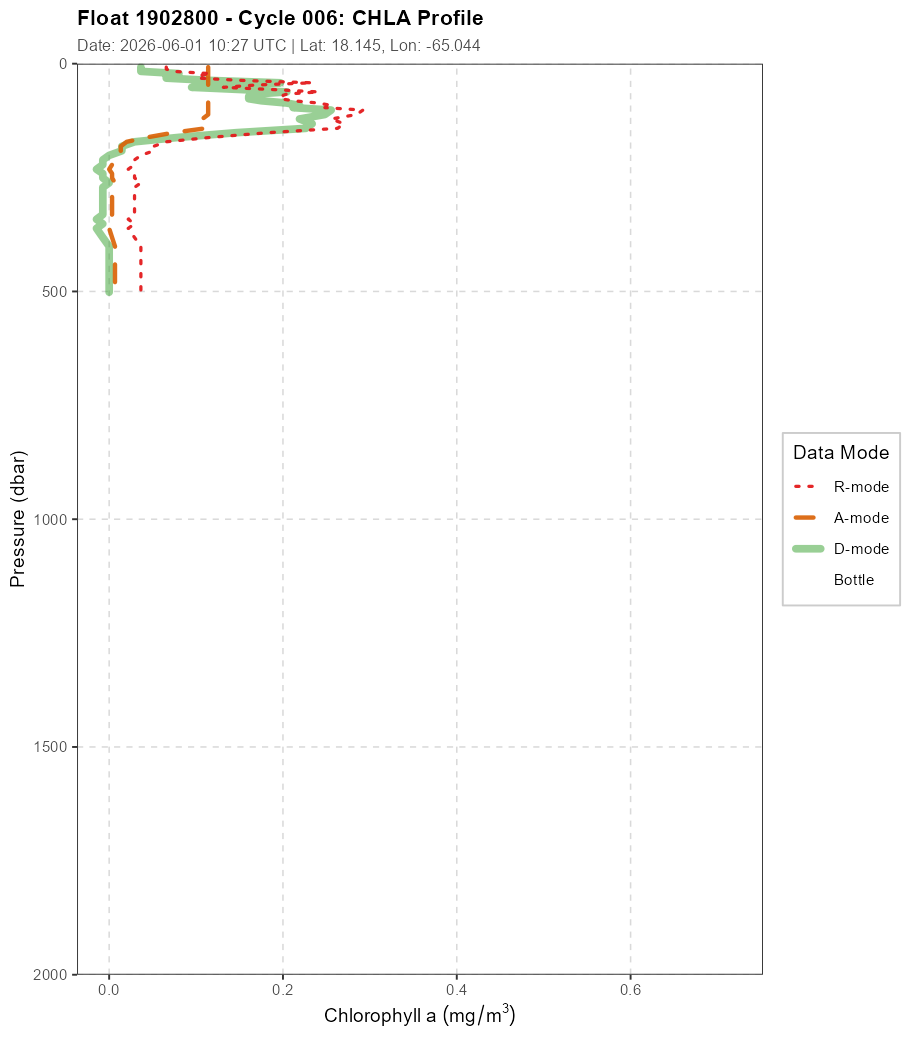 Float 1902800 - Cycle 006: CHLA Profile
Date: 2026-06-01 10:27 UTC | Lat: 18.145, Lon: -65.044
0
500
1000
1500
2000
Pressure (dbar)
0.0 0.2 0.4 0.6
Chlorophyll a (mg/m³)
Data Mode
R-mode
A-mode
D-mode
Bottle